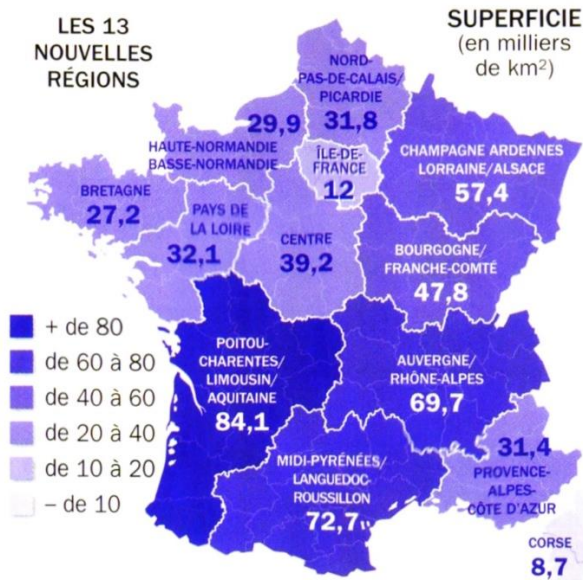 LES 13
NOUVELLES
RÉGIONS
SUPERFICIE
(en milliers
de km²)
NORD-
PAS-DE-CALAIS/
PICARDIE
31,8
29,9
HAUTE-NORMANDIE
BASSE-NORMANDIE
ÎLE-DE-
FRANCE
12
CHAMPAGNE ARDENNES
LORRAINE/ALSACE
57,4
BRETAGNE
27,2
PAYS DE
LA LOIRE
32,1
CENTRE
39,2
BOURGOGNE/
FRANCHE-COMTÉ
47,8
+ de 80
de 60 à 80
de 40 à 60
de 20 à 40
de 10 à 20
– de 10
POITOU-
CHARENTES/
LIMOUSIN/
AQUITAINE
84,1
AUVERGNE/
RHÔNE-ALPES
69,7
MIDI-PYRÉNÉES/
LANGUEDOC-
ROUSSILLON
72,7
31,4
PROVENCE-
ALPES-
CÔTE D'AZUR
CORSE
8,7